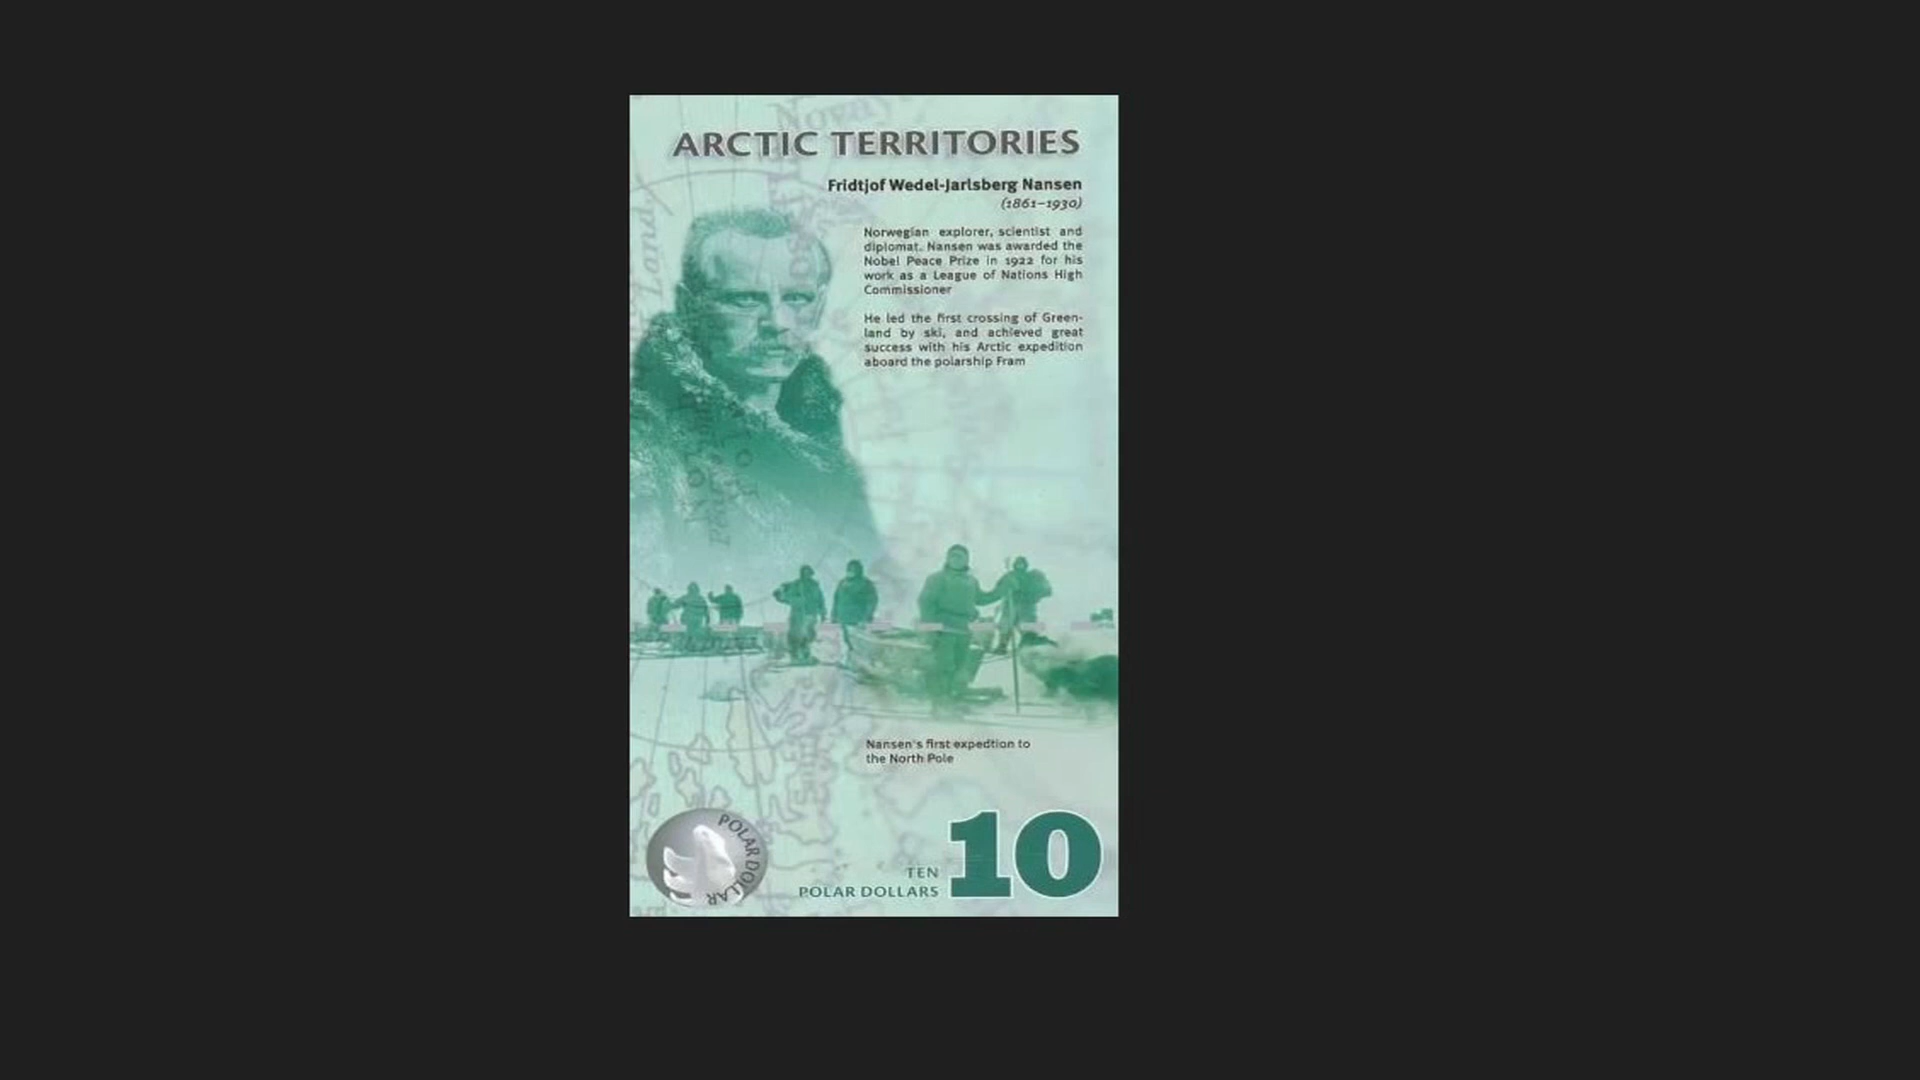 ARCTIC TERRITORIES
Fridtjof Wedel-Jarlsberg Nansen
(1861–1930)
Norwegian explorer, scientist and
diplomat. Nansen was awarded the
Nobel Peace Prize in 1922 for his
work as a League of Nations High
Commissioner
He led the first crossing of Green-
land by ski, and achieved great
success with his Arctic expedition
aboard the polarship Fram
Nansen's first expedtion to
the North Pole
POLAR DOLLAR
TEN
POLAR DOLLARS
10
Novay
Land